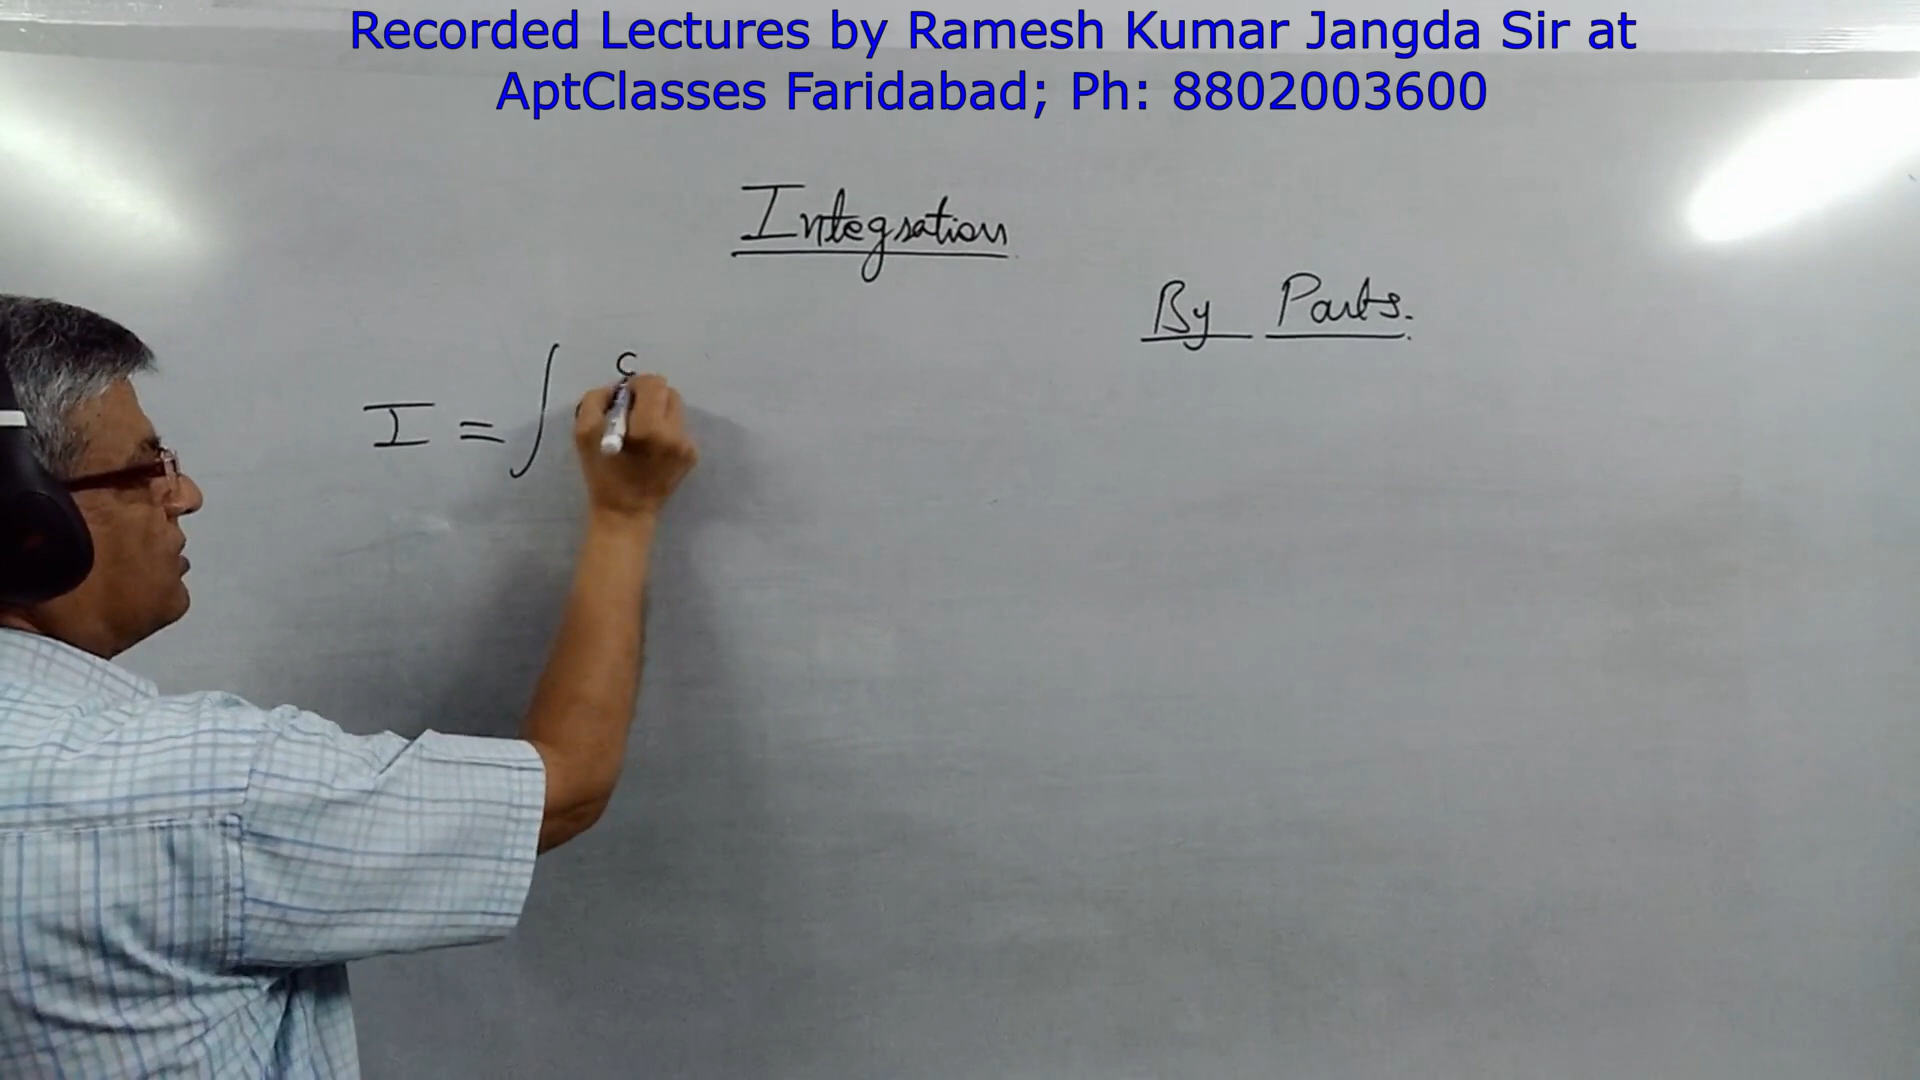 Recorded Lectures by Ramesh Kumar Jangda Sir at
AptClasses Faridabad; Ph: 8802003600
Integration
By Parts.
I = ∫